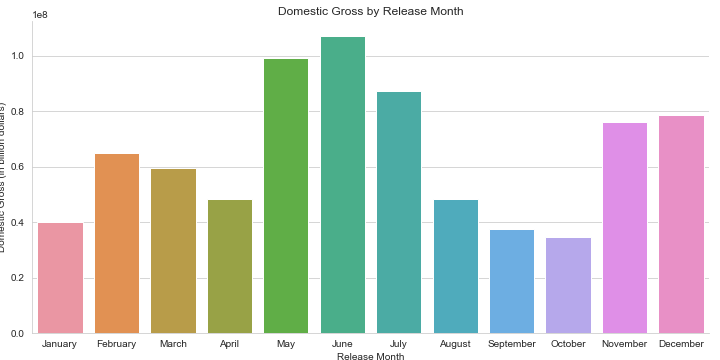 Domestic Gross by Release Month
1e8
Domestic Gross (in billion dollars)
1.0
0.8
0.6
0.4
0.2
0.0
January February March April May June July August September October November December
Release Month